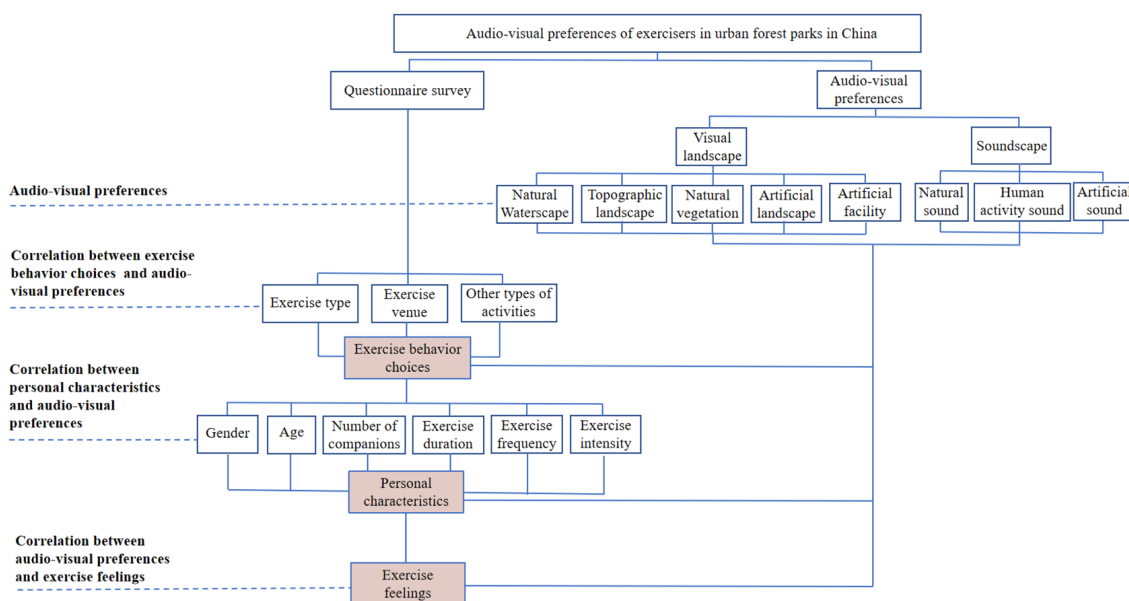 Audio-visual preferences of exercisers in urban forest parks in China
Questionnaire survey
Audio-visual
preferences
Visual
landscape
Soundscape
Audio-visual preferences
Natural
Waterscape
Topographic
landscape
Natural
vegetation
Artificial
landscape
Artificial
facility
Natural
sound
Human
activity sound
Artificial
sound
Correlation between exercise
behavior choices and audio-
visual preferences
Exercise type
Exercise
venue
Other types of
activities
Exercise behavior
choices
Correlation between
personal characteristics
and audio-visual
preferences
Gender
Age
Number of
companions
Exercise
duration
Exercise
frequency
Exercise
intensity
Personal
characteristics
Correlation between
audio-visual preferences
and exercise feelings
Exercise
feelings